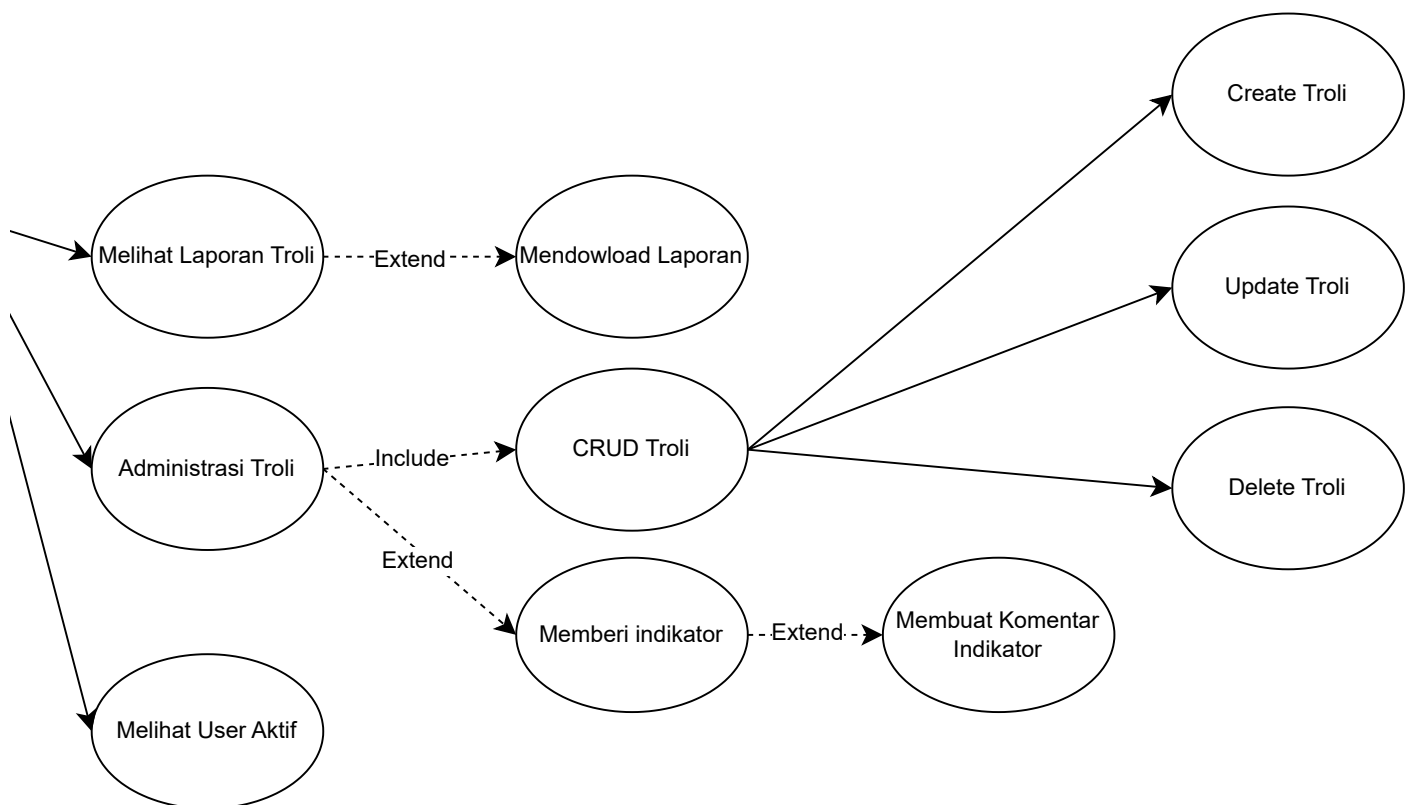 Create Troli
Melihat Laporan Troli
Extend
Mendowload Laporan
Update Troli
Administrasi Troli
Include
CRUD Troli
Delete Troli
Extend
Memberi indikator
Extend
Membuat Komentar
Indikator
Melihat User Aktif